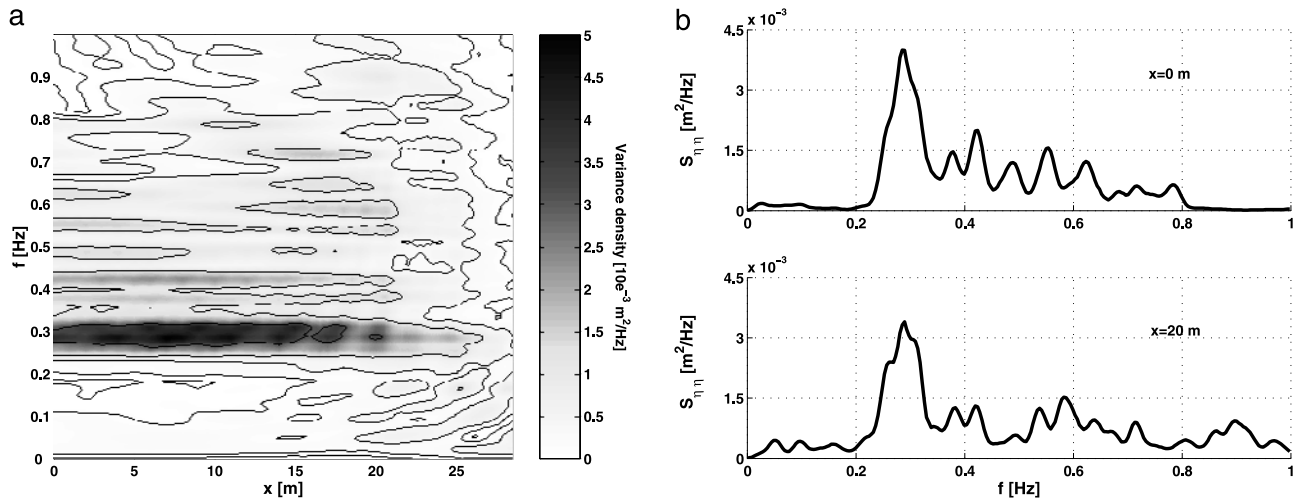 a
f [Hz]
0.9
0.8
0.7
0.6
0.5
0.4
0.3
0.2
0.1
0
0 5 10 15 20 25
x [m]
5
4.5
4
3.5
3
2.5
2
1.5
1
0.5
0
Variance density [10e⁻³ m²/Hz]
b
x 10⁻³
4.5
3
1.5
0
S η η [m²/Hz]
x=0 m
0 0.2 0.4 0.6 0.8 1
x 10⁻³
4.5
3
1.5
0
S η η [m²/Hz]
x=20 m
0 0.2 0.4 0.6 0.8 1
f [Hz]